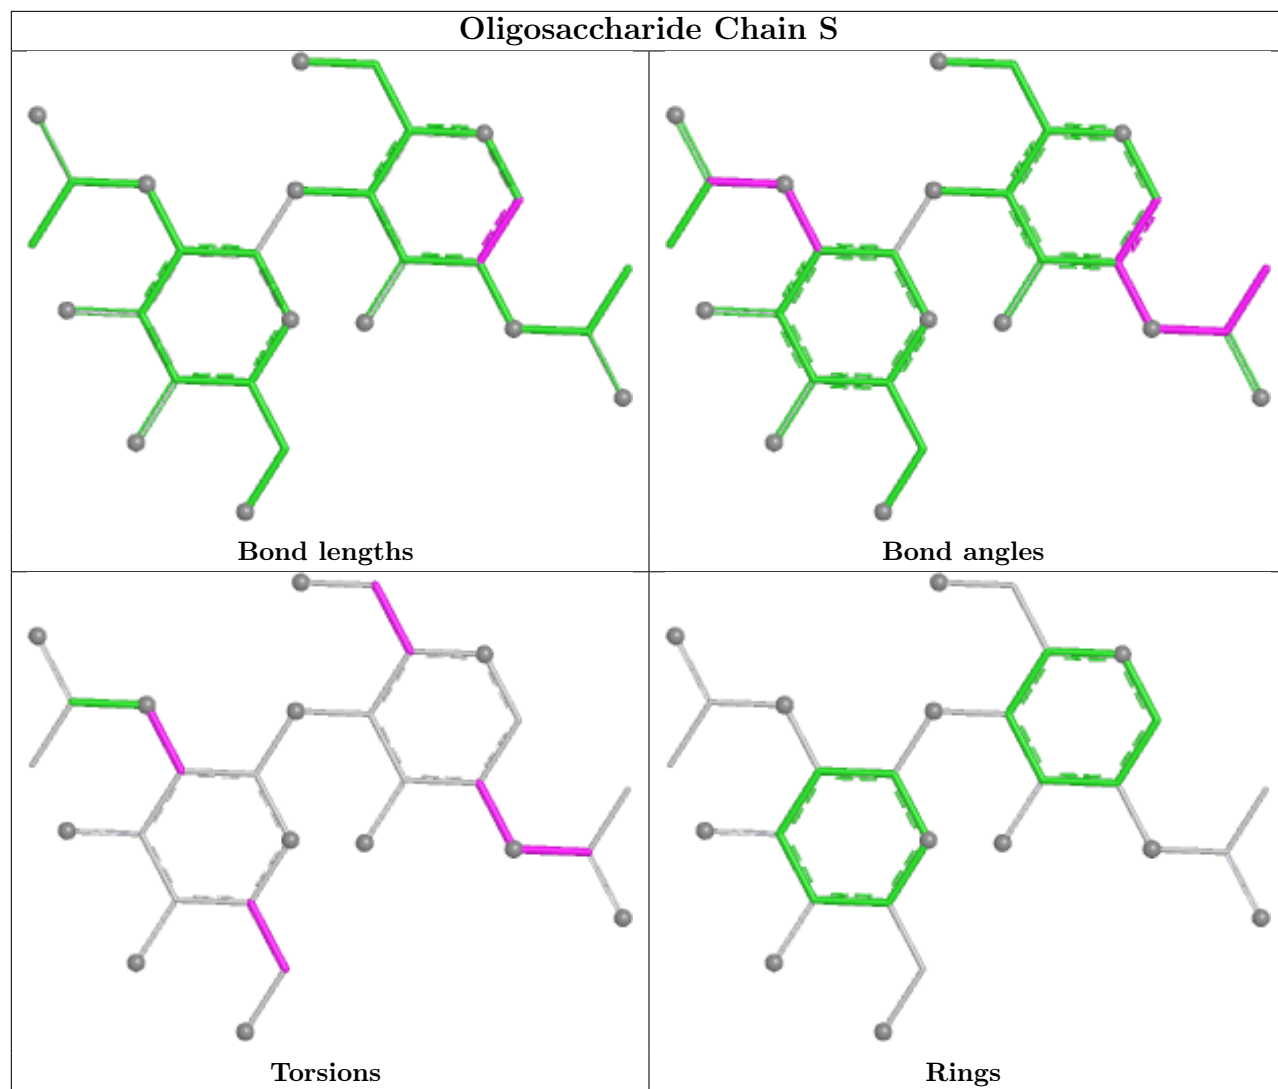 Oligosaccharide Chain S
Bond lengths
Bond angles
Torsions
Rings